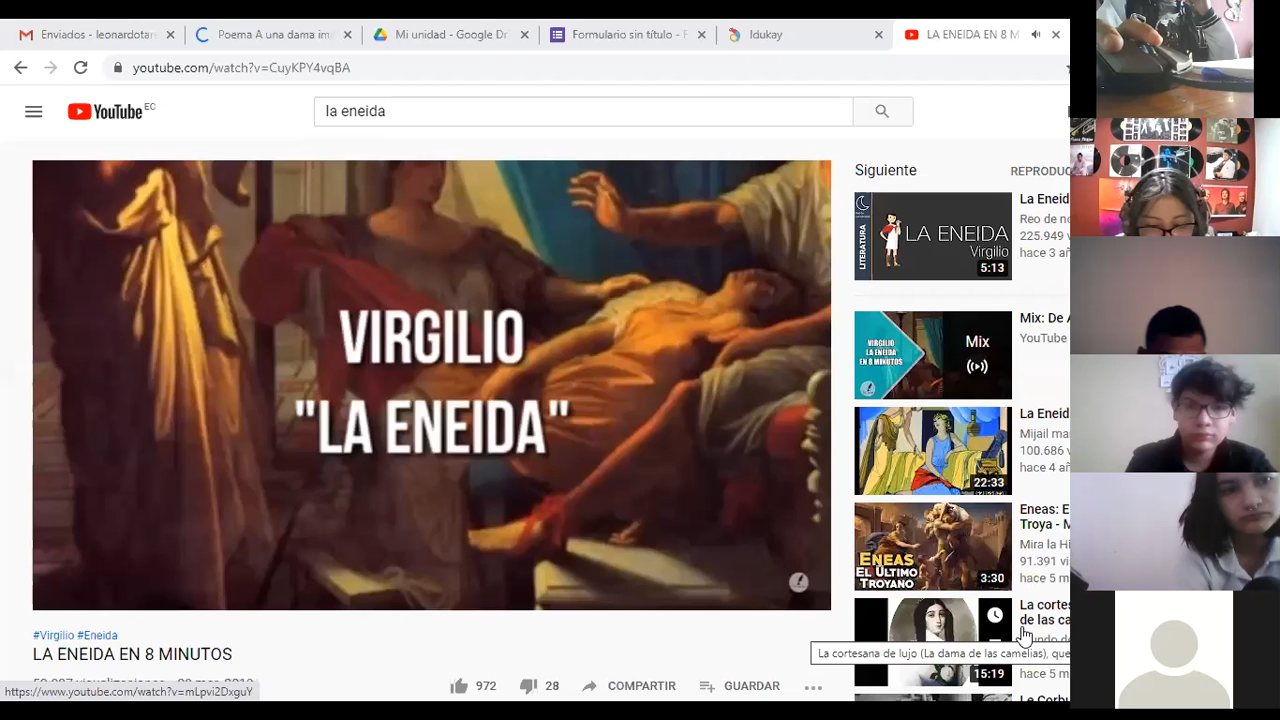 Enviados - leonardotar
Poema A una dama im
Mi unidad - Google Dr
Formulario sin título - F
Idukay
LA ENEIDA EN 8 M
youtube.com/watch?v=CuyKPY4vqBA
YouTube EC
la eneida
VIRGILIO
"LA ENEIDA"
#Virgilio #Eneida
LA ENEIDA EN 8 MINUTOS
https://www.youtube.com/watch?v=mLpvi2DxguY
972
28
COMPARTIR
GUARDAR
Siguiente
REPRODU
LITERATURA
LA ENEIDA
Virgilio
5:13
La Eneid
Reo de no
225.949 v
hace 3 añ
VIRGILIO
LA ENEIDA
EN 8 MINUTOS
Mix
Mix: De A
YouTube
22:33
La Eneid
Mijail ma
100.686 v
hace 4 añ
ENEAS
EL ÚLTIMO
TROYANO
3:30
Eneas: E
Troya - M
Mira la Hi
91.391 vi
hace 5 m
La cortes
de las ca
La cortesana de lujo (La dama de las camelias), que
15:19
hace 5 m